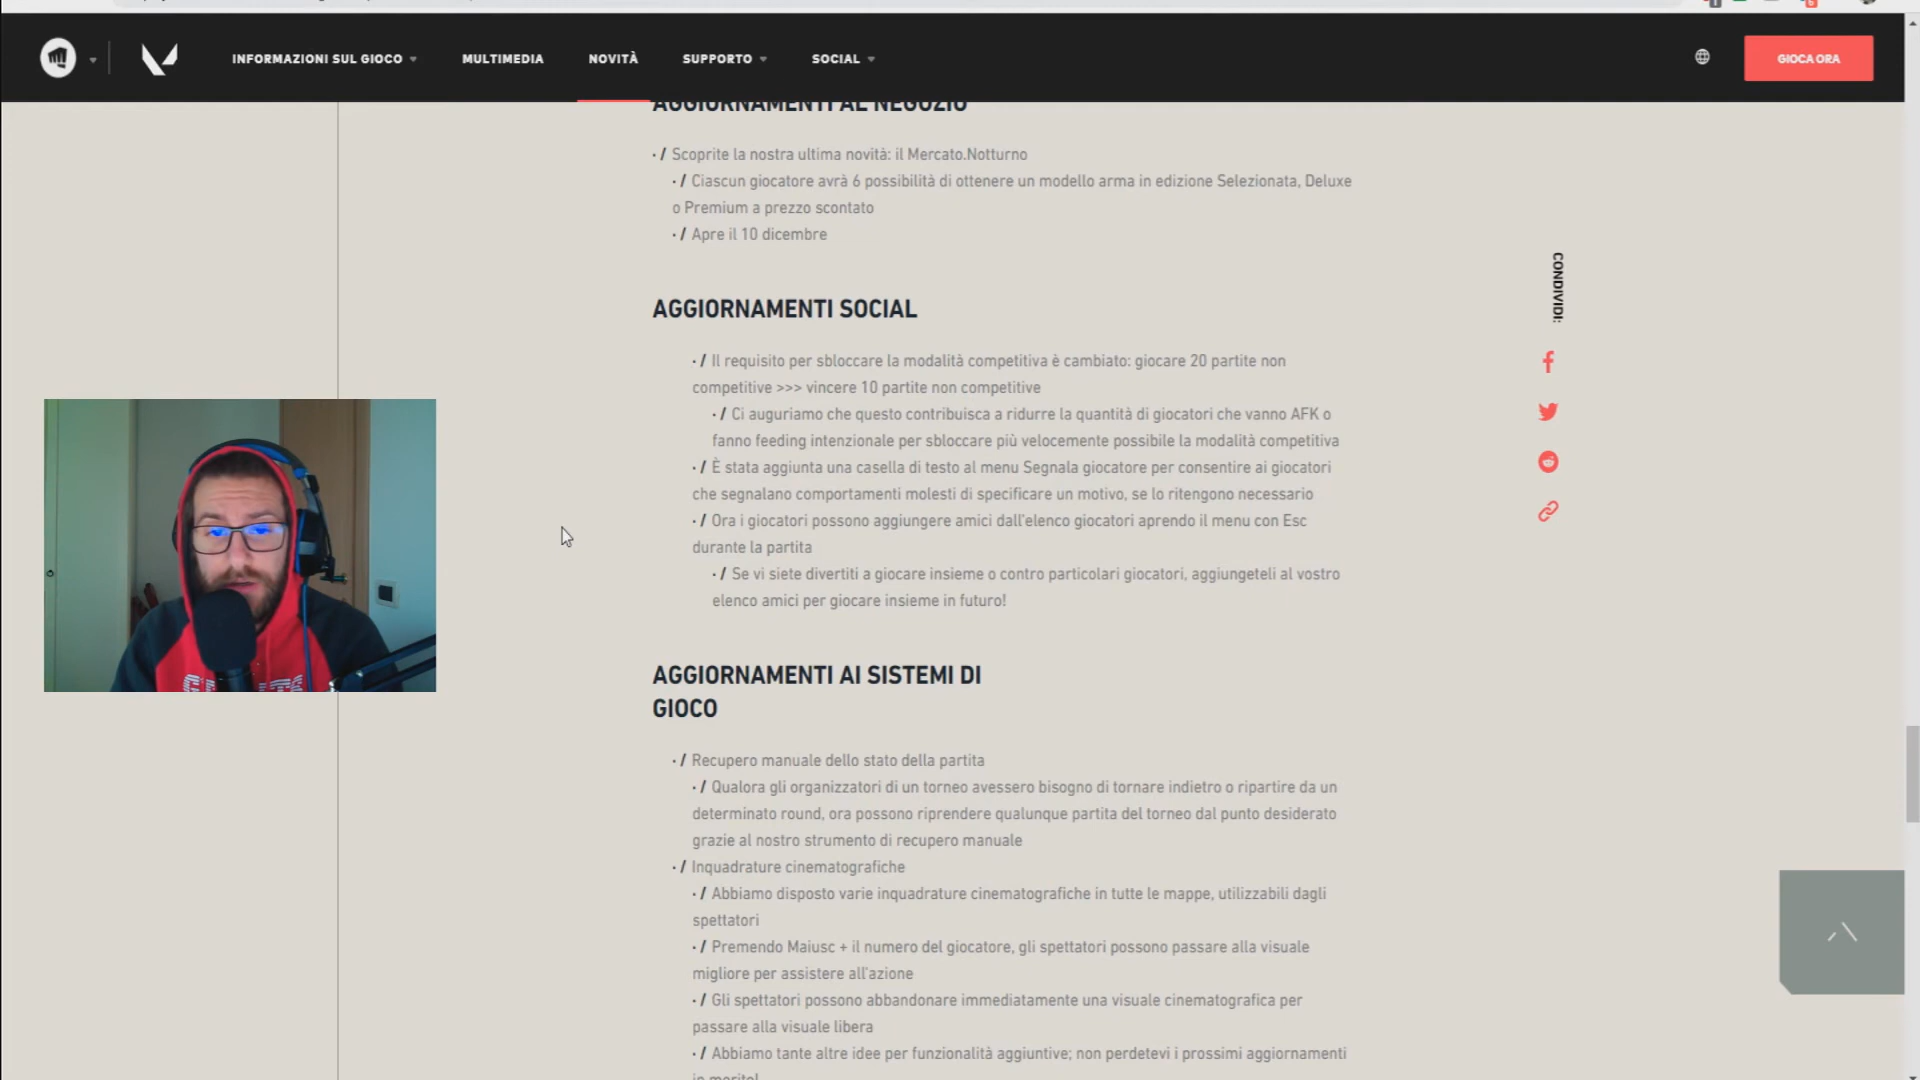 INFORMAZIONI SUL GIOCO
MULTIMEDIA
NOVITÀ
SUPPORTO
SOCIAL
GIOCA ORA
AGGIORNAMENTI AL NEGOZIO
· / Scoprite la nostra ultima novità: il Mercato.Notturno
· / Ciascun giocatore avrà 6 possibilità di ottenere un modello arma in edizione Selezionata, Deluxe
o Premium a prezzo scontato
· / Apre il 10 dicembre
CONDIVIDI:
AGGIORNAMENTI SOCIAL
· / Il requisito per sbloccare la modalità competitiva è cambiato: giocare 20 partite non
competitive >>> vincere 10 partite non competitive
· / Ci auguriamo che questo contribuisca a ridurre la quantità di giocatori che vanno AFK o
fanno feeding intenzionale per sbloccare più velocemente possibile la modalità competitiva
· / È stata aggiunta una casella di testo al menu Segnala giocatore per consentire ai giocatori
che segnalano comportamenti molesti di specificare un motivo, se lo ritengono necessario
· / Ora i giocatori possono aggiungere amici dall'elenco giocatori aprendo il menu con Esc
durante la partita
· / Se vi siete divertiti a giocare insieme o contro particolari giocatori, aggiungeteli al vostro
elenco amici per giocare insieme in futuro!
AGGIORNAMENTI AI SISTEMI DI
GIOCO
· / Recupero manuale dello stato della partita
· / Qualora gli organizzatori di un torneo avessero bisogno di tornare indietro o ripartire da un
determinato round, ora possono riprendere qualunque partita del torneo dal punto desiderato
grazie al nostro strumento di recupero manuale
· / Inquadrature cinematografiche
· / Abbiamo disposto varie inquadrature cinematografiche in tutte le mappe, utilizzabili dagli
spettatori
· / Premendo Maiusc + il numero del giocatore, gli spettatori possono passare alla visuale
migliore per assistere all'azione
· / Gli spettatori possono abbandonare immediatamente una visuale cinematografica per
passare alla visuale libera
· / Abbiamo tante altre idee per funzionalità aggiuntive; non perdetevi i prossimi aggiornamenti
in merito!